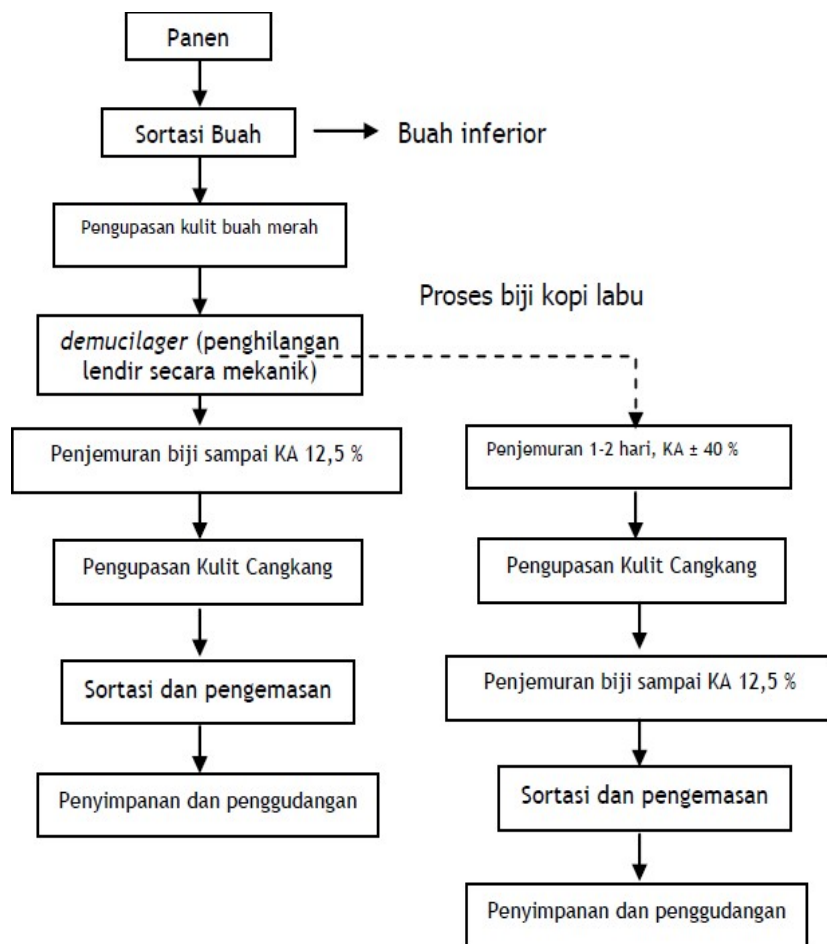 Panen
Sortasi Buah
Buah inferior
Pengupasan kulit buah merah
Proses biji kopi labu
demucilager (penghilangan
lendir secara mekanik)
Penjemuran biji sampai KA 12,5 %
Pengupasan Kulit Cangkang
Sortasi dan pengemasan
Penyimpanan dan penggudangan
Penjemuran 1-2 hari, KA ± 40 %
Pengupasan Kulit Cangkang
Penjemuran biji sampai KA 12,5 %
Sortasi dan pengemasan
Penyimpanan dan penggudangan